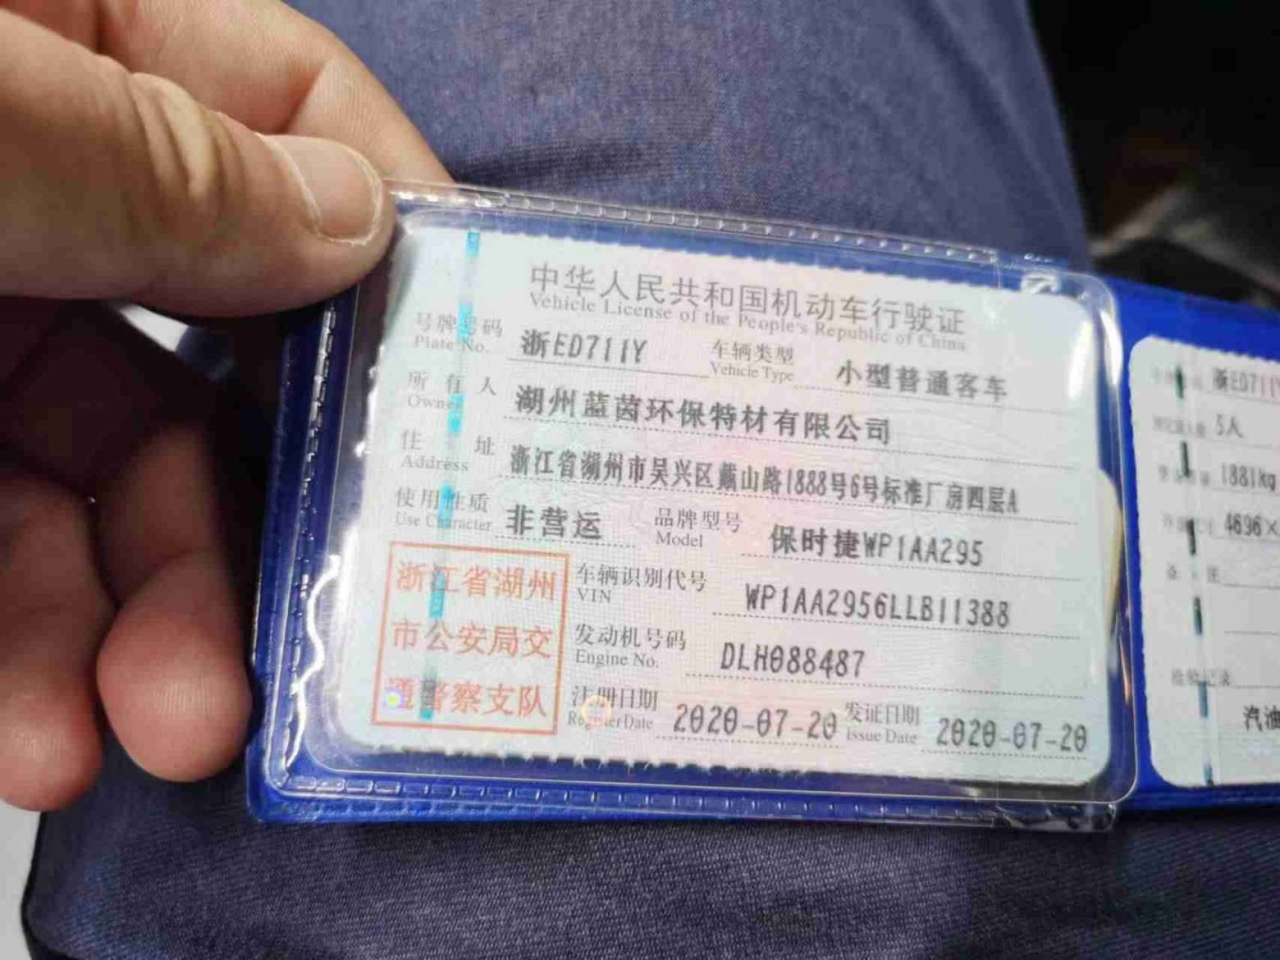 中华人民共和国机动车行驶证
Vehicle License of the People's Republic of China
号牌号码 浙ED711Y 车辆类型 小型普通客车
Plate No. Vehicle Type
所有人 湖州蓝茵环保特材有限公司
Owner
住址 浙江省湖州市吴兴区戴山路1888号6号标准厂房四层A
Address
使用性质 非营运 品牌型号 保时捷WP1AA295
Use Character Model
车辆识别代号 WP1AA2956LLB11388
VIN
发动机号码 DLH088487
Engine No.
注册日期 2020-07-20 发证日期 2020-07-20
Register Date Issue Date
浙江省湖州
市公安局交
通警察支队
浙ED711
5人
1881kg
4696×
检验记录
汽油